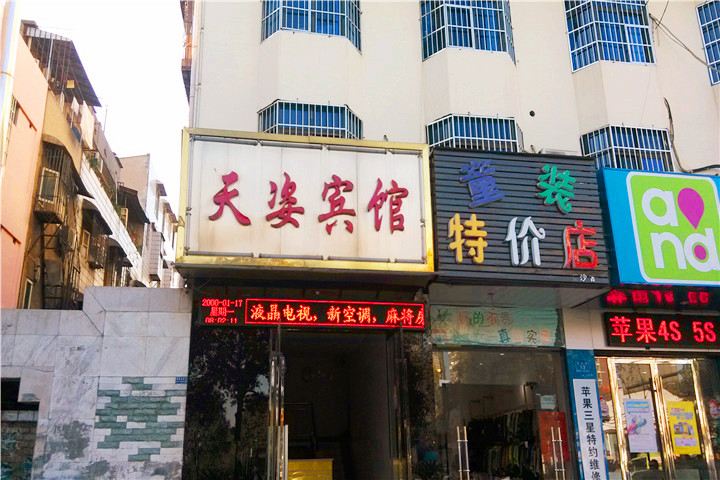 天姿宾馆
2000-01-17
星期一
08:02:11
液晶电视，新空调，麻将房
童装
特价店
and
苹果4S 5S
苹果三星特约维修